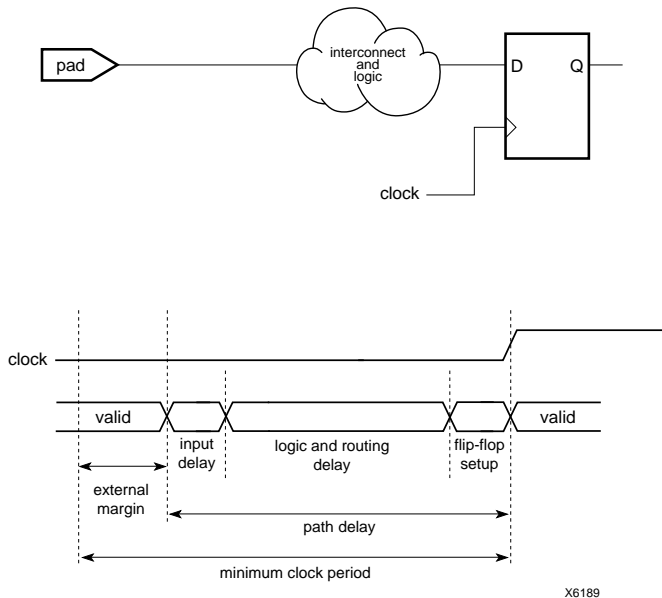 pad
interconnect
and
logic
D
Q
clock
clock
valid
valid
input
delay
logic and routing
delay
flip-flop
setup
external
margin
path delay
minimum clock period
X6189